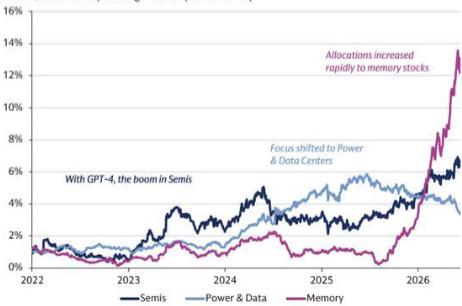 16%
14%
12%
10%
8%
6%
4%
2%
0%
Allocations increased
rapidly to memory stocks
Focus shifted to Power
& Data Centers
With GPT-4, the boom in Semis
2022 2023 2024 2025 2026
Semis Power & Data Memory